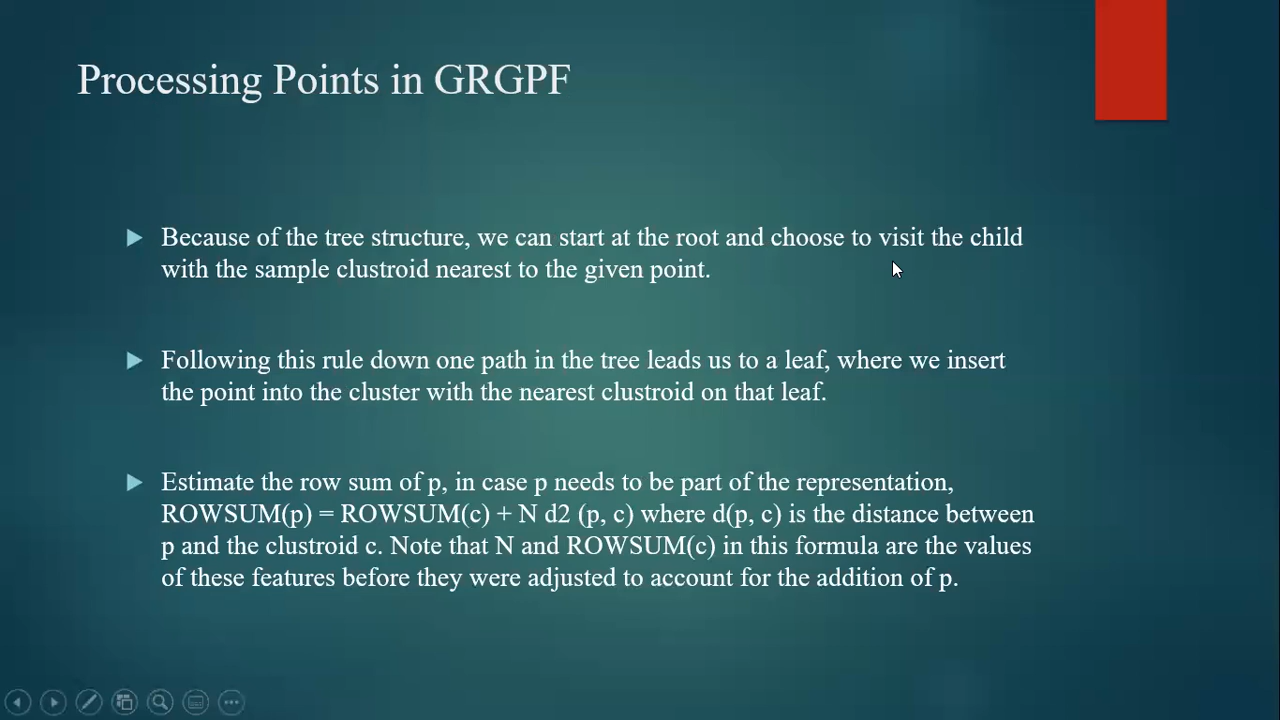 Processing Points in GRGPF
Because of the tree structure, we can start at the root and choose to visit the child
with the sample clustroid nearest to the given point.
Following this rule down one path in the tree leads us to a leaf, where we insert
the point into the cluster with the nearest clustroid on that leaf.
Estimate the row sum of p, in case p needs to be part of the representation,
ROWSUM(p) = ROWSUM(c) + N d2 (p, c) where d(p, c) is the distance between
p and the clustroid c. Note that N and ROWSUM(c) in this formula are the values
of these features before they were adjusted to account for the addition of p.